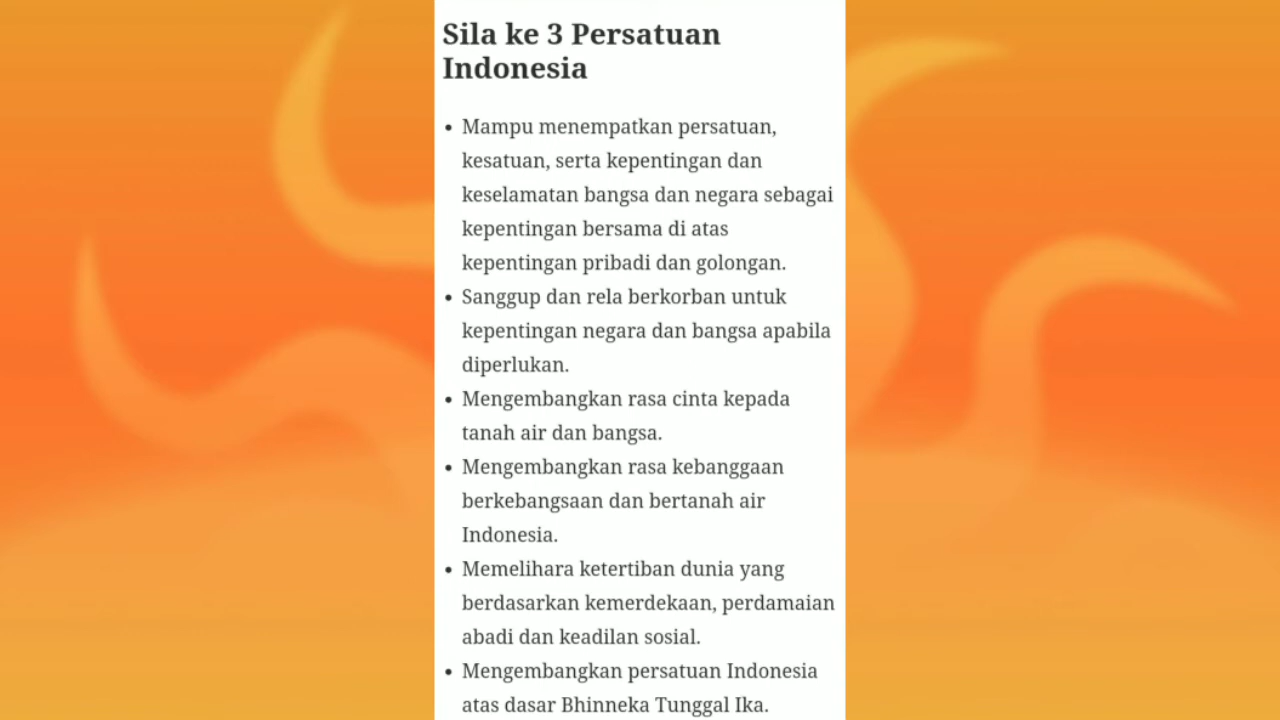 Sila ke 3 Persatuan
Indonesia
• Mampu menempatkan persatuan,
kesatuan, serta kepentingan dan
keselamatan bangsa dan negara sebagai
kepentingan bersama di atas
kepentingan pribadi dan golongan.
• Sanggup dan rela berkorban untuk
kepentingan negara dan bangsa apabila
diperlukan.
• Mengembangkan rasa cinta kepada
tanah air dan bangsa.
• Mengembangkan rasa kebanggaan
berkebangsaan dan bertanah air
Indonesia.
• Memelihara ketertiban dunia yang
berdasarkan kemerdekaan, perdamaian
abadi dan keadilan sosial.
• Mengembangkan persatuan Indonesia
atas dasar Bhinneka Tunggal Ika.